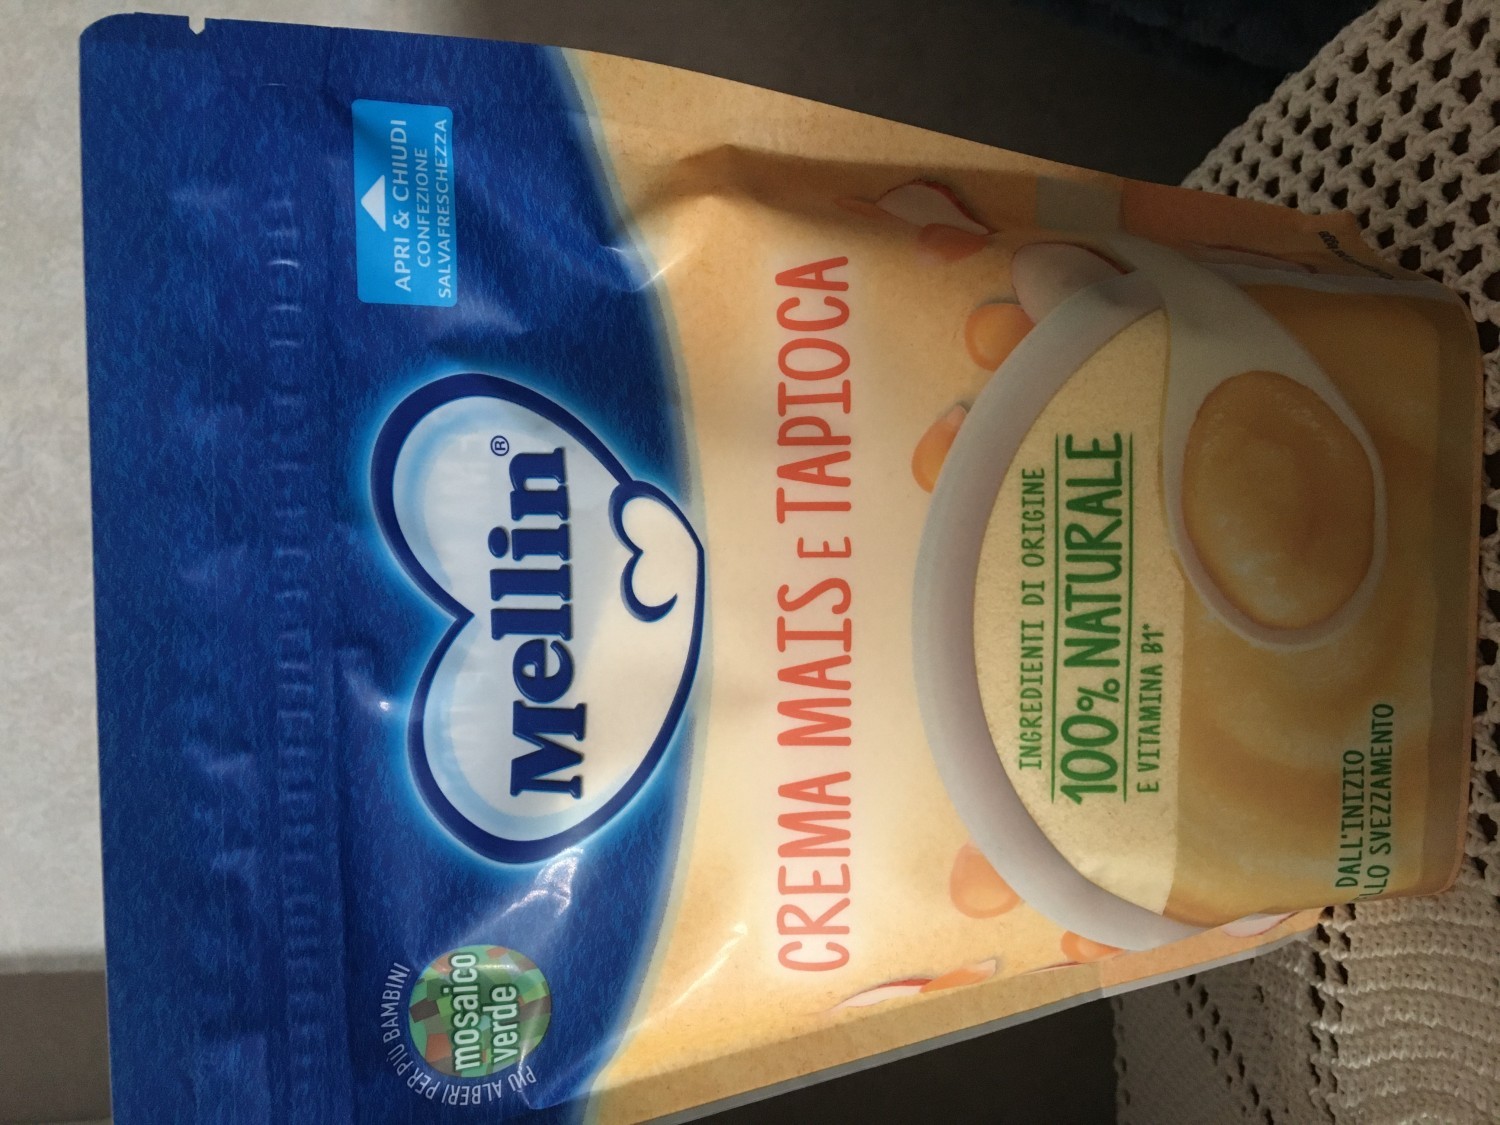 APRI & CHIUDI
CONFEZIONE
SALVAFRESCHEZZA
Mellin®
PIÙ ALBERI PER PIÙ BAMBINI
mosaico
verde
CREMA MAIS E TAPIOCA
INGREDIENTI DI ORIGINE
100% NATURALE
E VITAMINA B1*
DALL'INIZIO
LLO SVEZZAMENTO